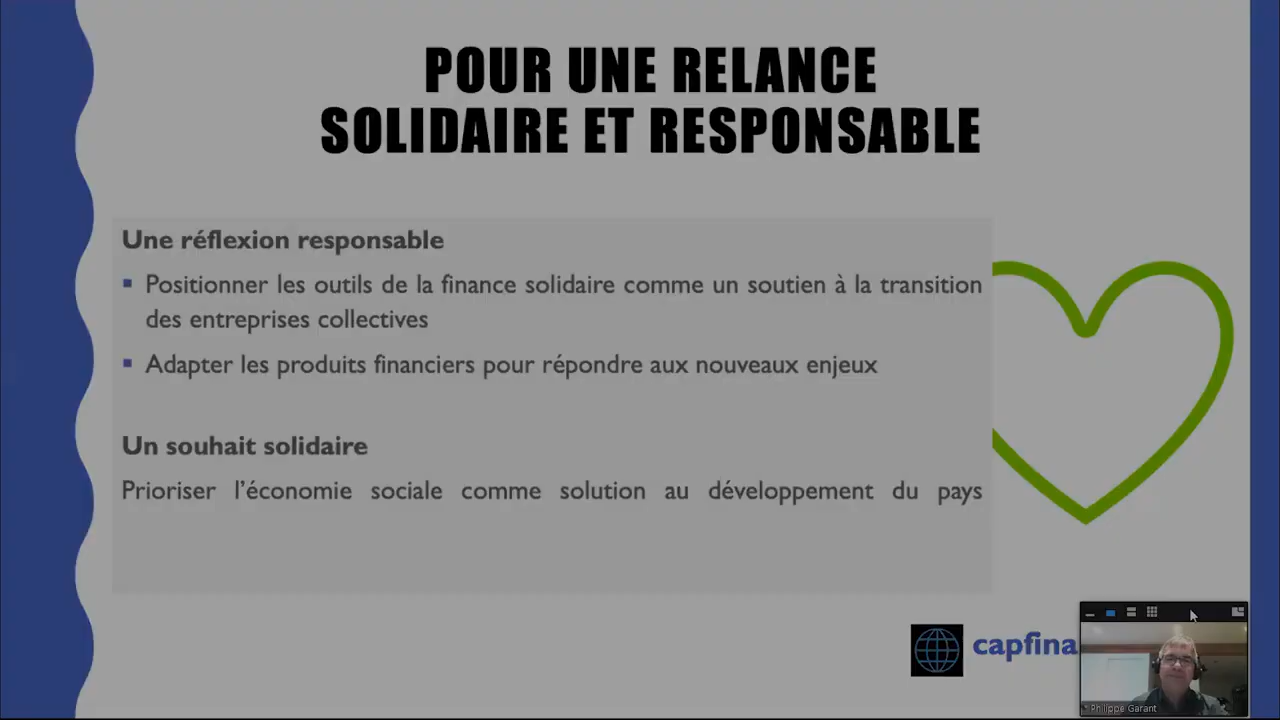 POUR UNE RELANCE
SOLIDAIRE ET RESPONSABLE
Une réflexion responsable
▪ Positionner les outils de la finance solidaire comme un soutien à la transition
des entreprises collectives
▪ Adapter les produits financiers pour répondre aux nouveaux enjeux
Un souhait solidaire
Prioriser l’économie sociale comme solution au développement du pays
capfina
Philippe Garant